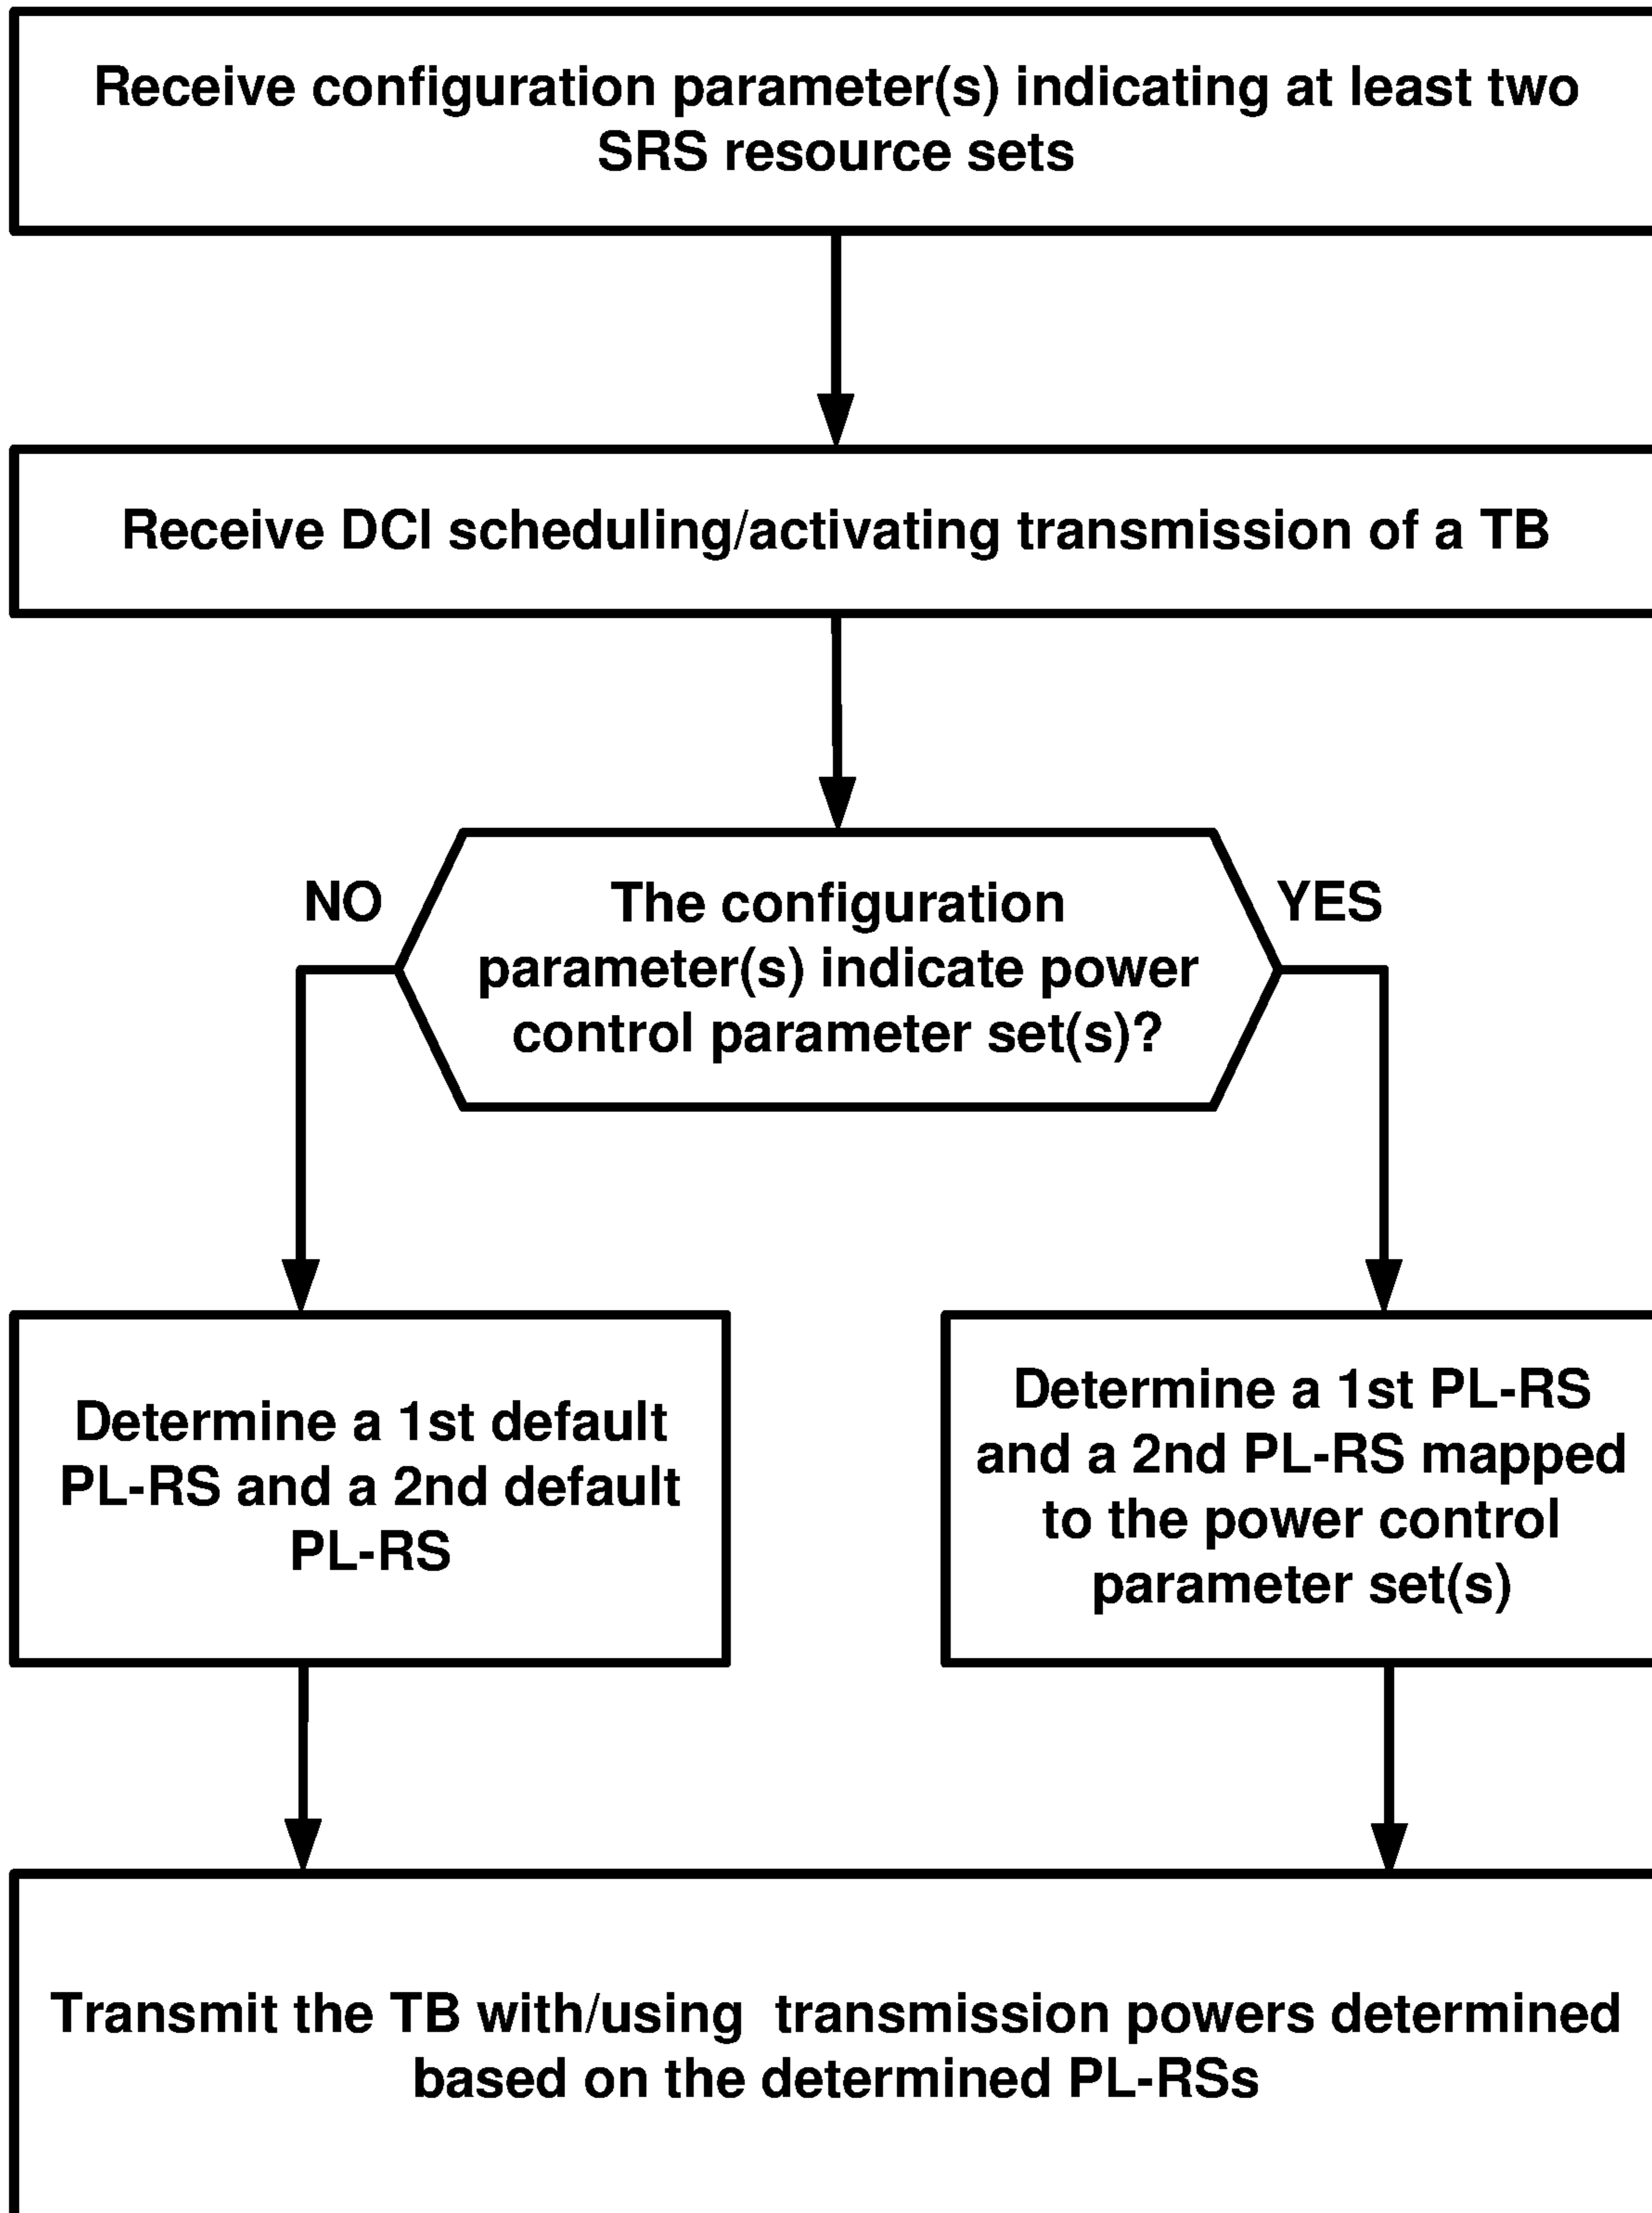 Receive configuration parameter(s) indicating at least two
SRS resource sets
Receive DCI scheduling/activating transmission of a TB
NO
The configuration
parameter(s) indicate power
control parameter set(s)?
YES
Determine a 1st default
PL-RS and a 2nd default
PL-RS
Determine a 1st PL-RS
and a 2nd PL-RS mapped
to the power control
parameter set(s)
Transmit the TB with/using  transmission powers determined
based on the determined PL-RSs